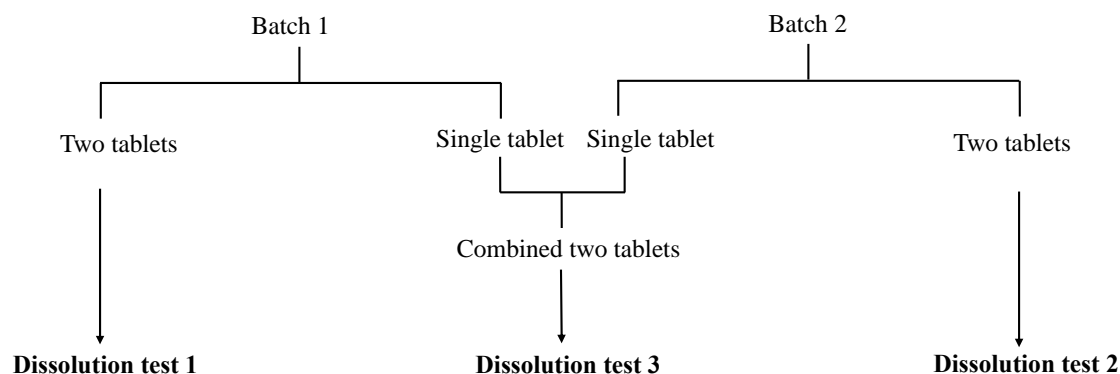 Batch 1
Batch 2
Two tablets
Single tablet
Single tablet
Two tablets
Combined two tablets
Dissolution test 1
Dissolution test 3
Dissolution test 2